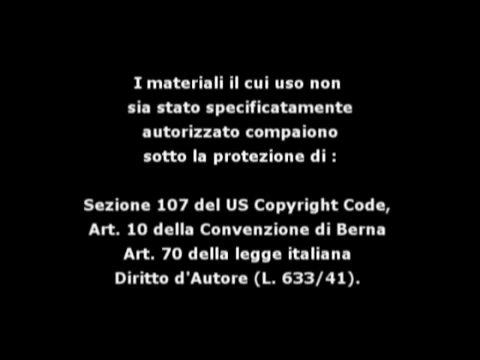 I materiali il cui uso non
sia stato specificatamente
autorizzato compaiono
sotto la protezione di :
Sezione 107 del US Copyright Code,
Art. 10 della Convenzione di Berna
Art. 70 della legge italiana
Diritto d'Autore (L. 633/41).